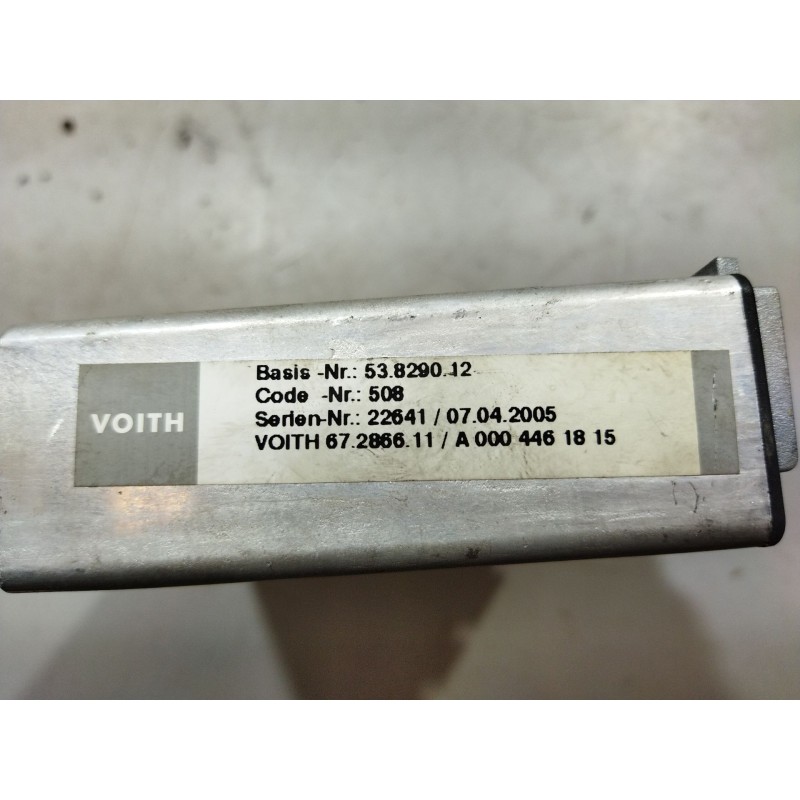 VOITH
Basis -Nr.: 53.8290.12
Code -Nr.: 508
Serien-Nr.: 22641 / 07.04.2005
VOITH 67.2866.11 / A 000 446 18 15